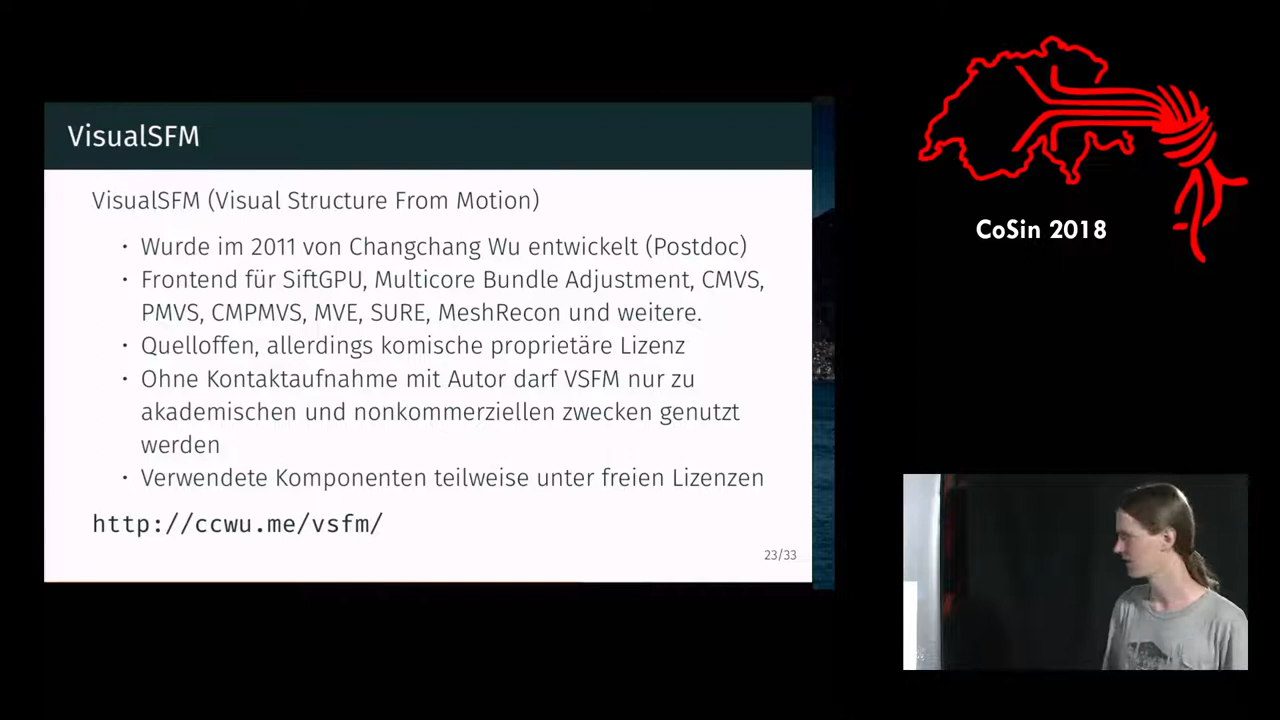 VisualSFM
VisualSFM (Visual Structure From Motion)
• Wurde im 2011 von Changchang Wu entwickelt (Postdoc)
• Frontend für SiftGPU, Multicore Bundle Adjustment, CMVS,
PMVS, CMPMVS, MVE, SURE, MeshRecon und weitere.
• Quelloffen, allerdings komische proprietäre Lizenz
• Ohne Kontaktaufnahme mit Autor darf VSFM nur zu
akademischen und nonkommerziellen zwecken genutzt
werden
• Verwendete Komponenten teilweise unter freien Lizenzen
http://ccwu.me/vsfm/
23/33
CoSin 2018